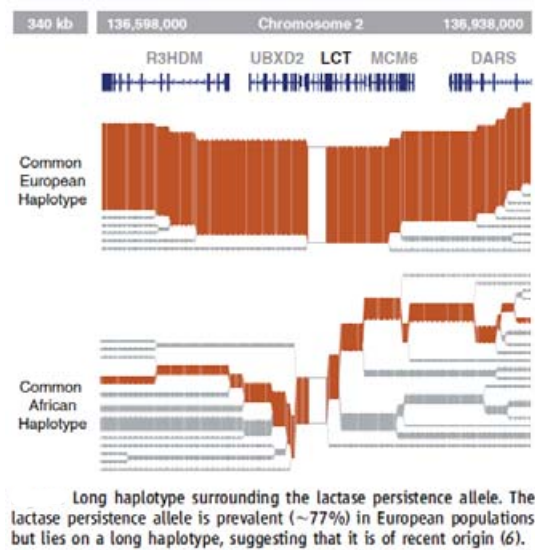 340 kb 136,598,000 Chromosome 2 136,938,000
R3HDM UBXD2 LCT MCM6 DARS
Common
European
Haplotype
Common
African
Haplotype
Long haplotype surrounding the lactase persistence allele. The
lactase persistence allele is prevalent (~77%) in European populations
but lies on a long haplotype, suggesting that it is of recent origin (6).